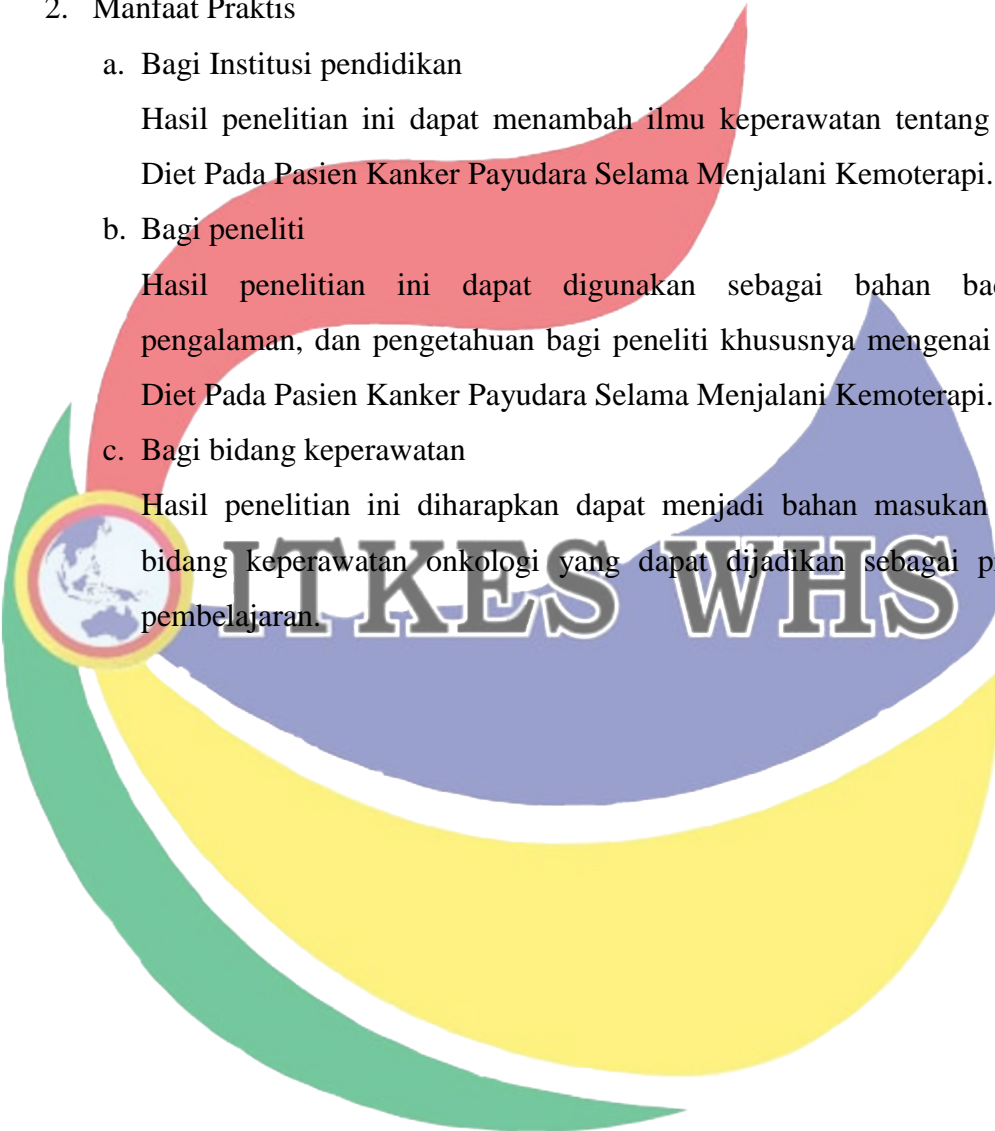 2. Manfaat Praktis
a. Bagi Institusi pendidikan
Hasil penelitian ini dapat menambah ilmu keperawatan tentang
Diet Pada Pasien Kanker Payudara Selama Menjalani Kemoterapi.
b. Bagi peneliti
Hasil penelitian ini dapat digunakan sebagai bahan
pengalaman, dan pengetahuan bagi peneliti khususnya mengenai
Diet Pada Pasien Kanker Payudara Selama Menjalani Kemoterapi.
c. Bagi bidang keperawatan
Hasil penelitian ini diharapkan dapat menjadi bahan masukan
bidang keperawatan onkologi yang dapat dijadikan sebagai
pembelajaran.
ITKES WHS